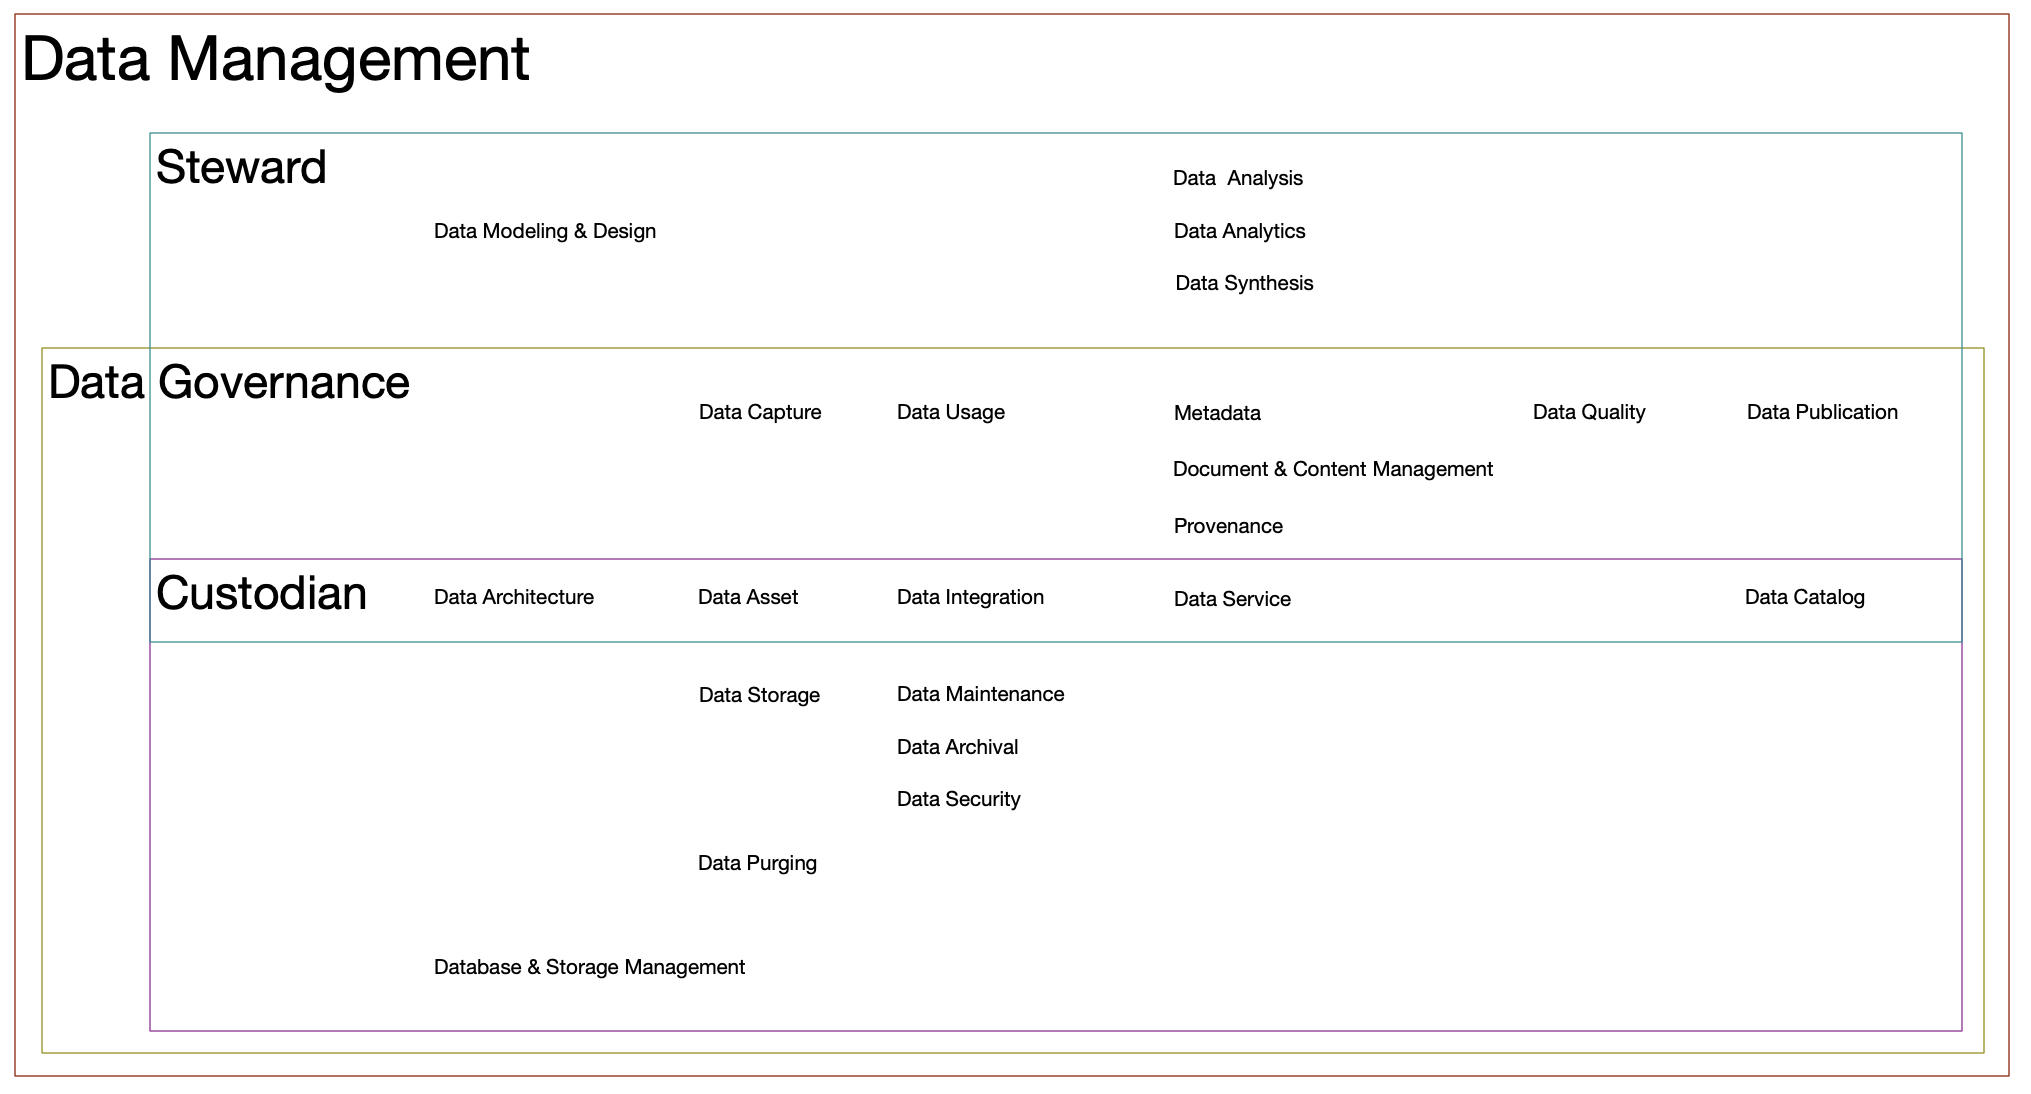 Data Management
Steward
Data  Analysis
Data Modeling & Design
Data Analytics
Data Synthesis
Data Governance
Data Capture
Data Usage
Metadata
Data Quality
Data Publication
Document & Content Management
Provenance
Custodian
Data Architecture
Data Asset
Data Integration
Data Service
Data Catalog
Data Storage
Data Maintenance
Data Archival
Data Security
Data Purging
Database & Storage Management